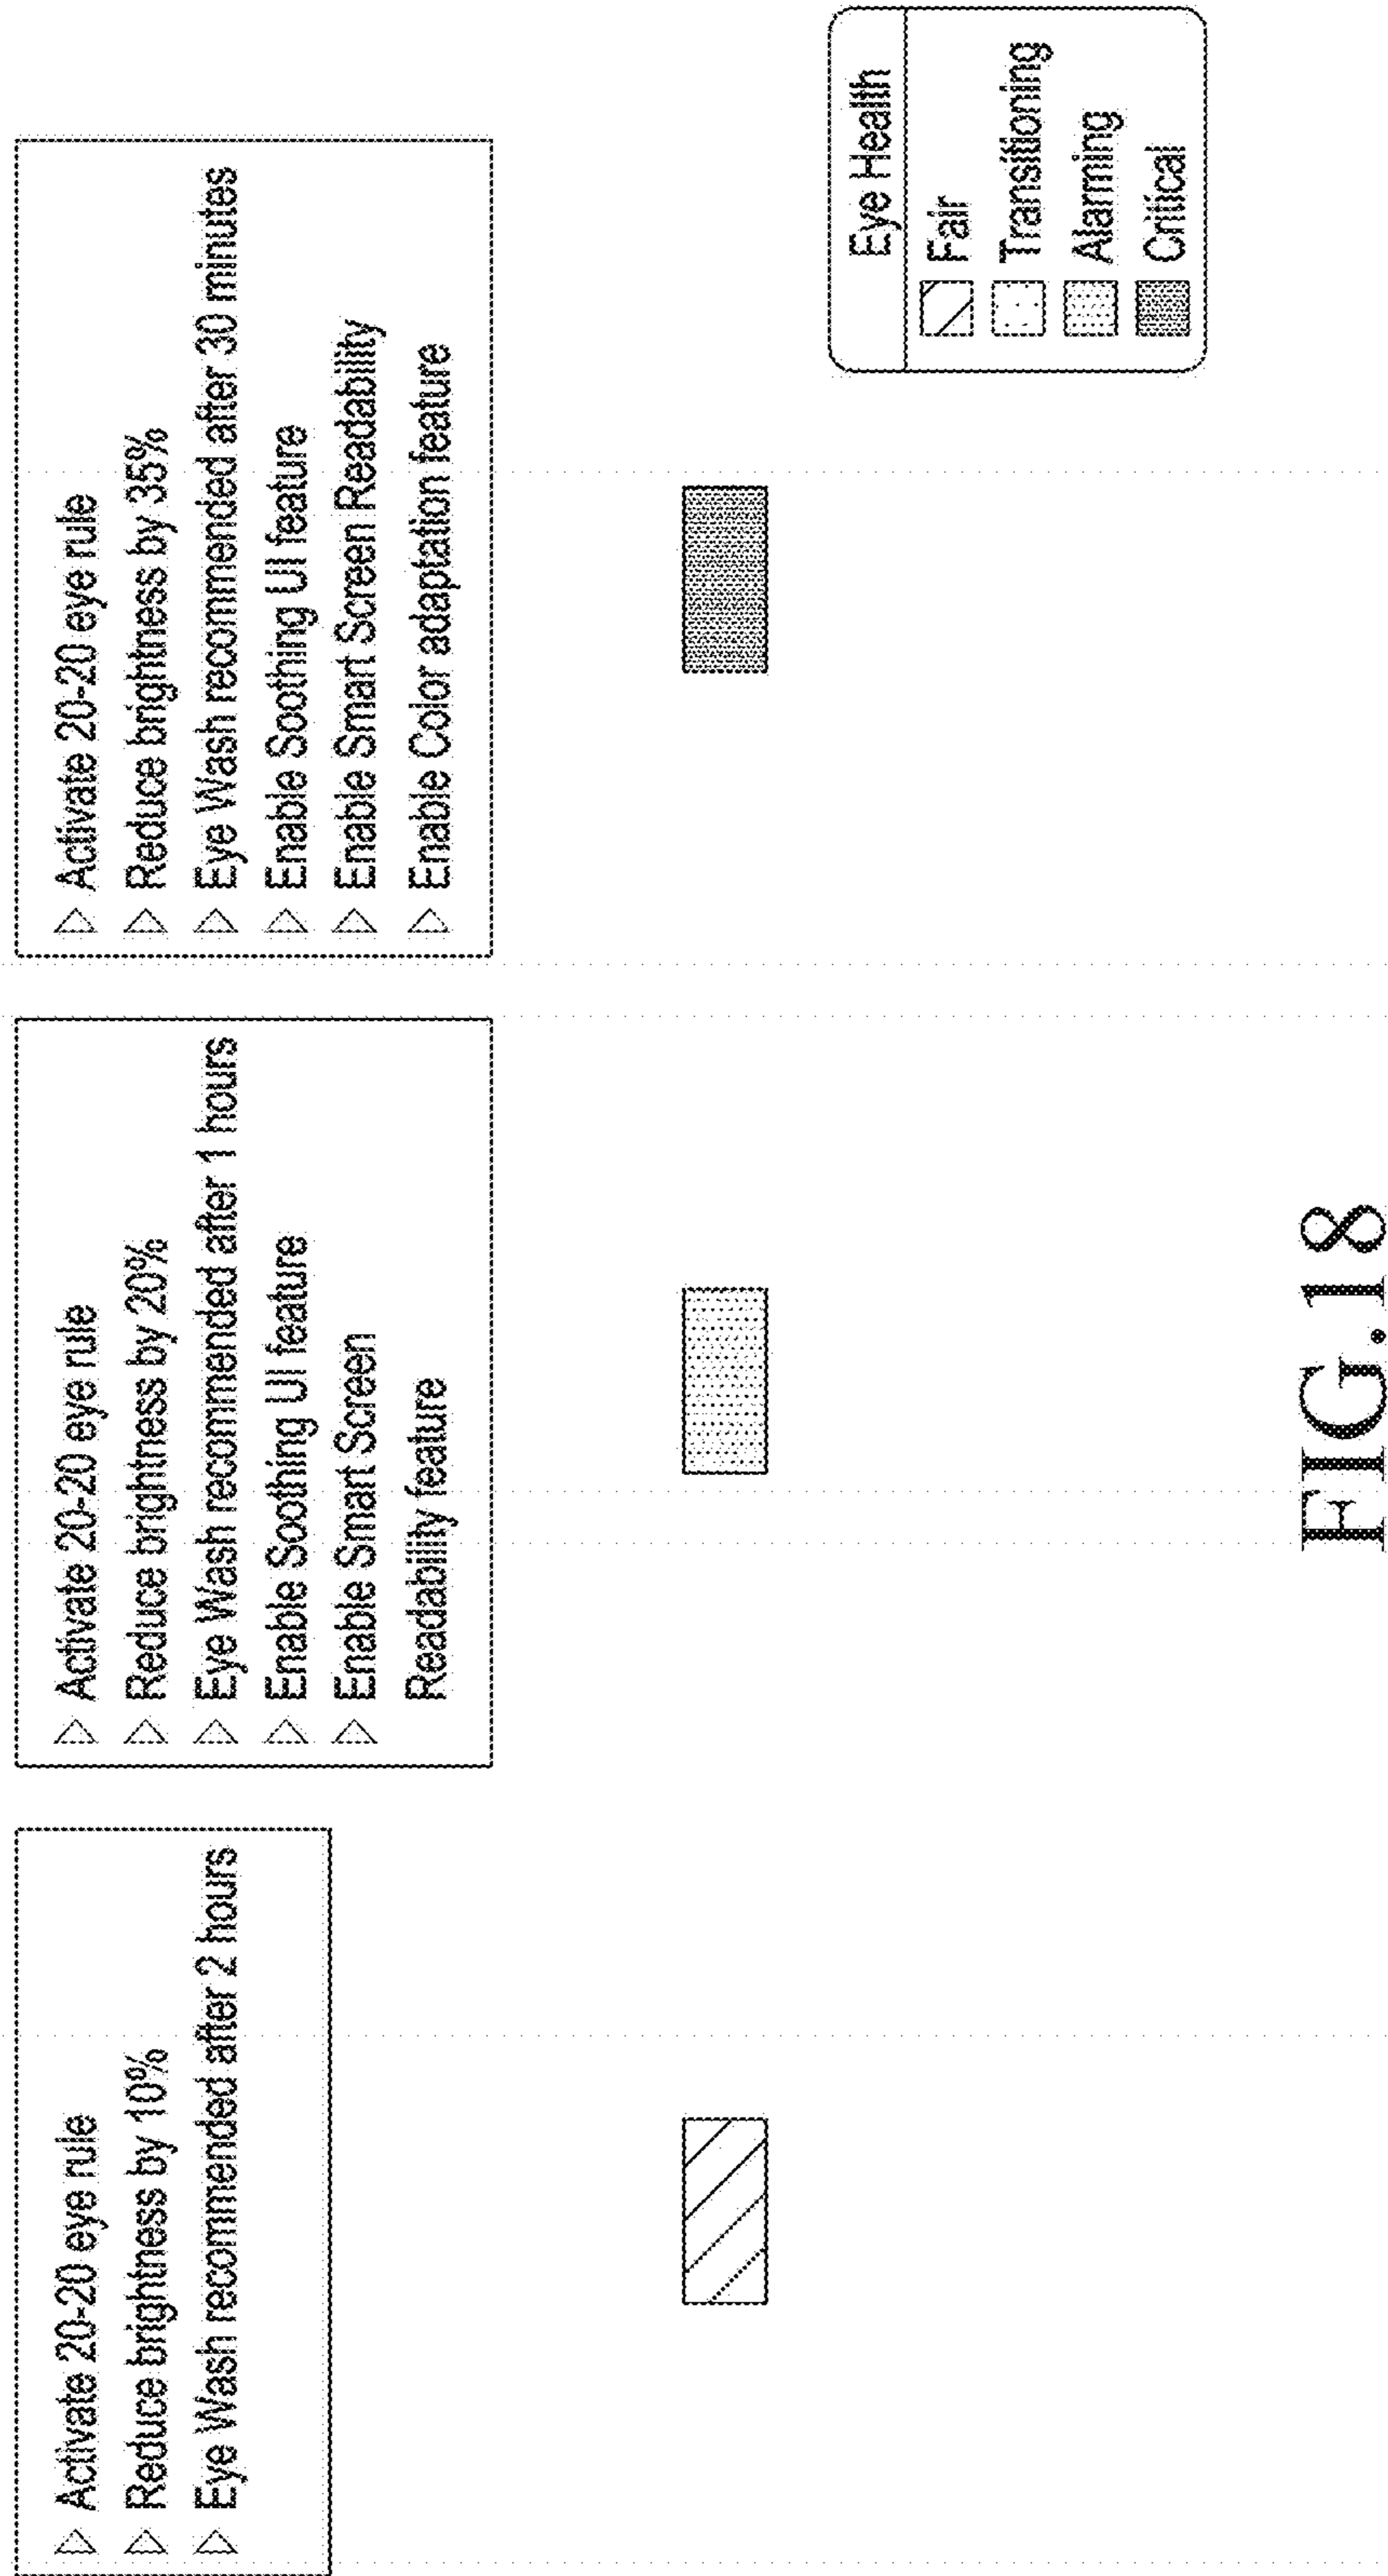 Activate 20-20 eye rule
Reduce brightness by 10%
Eye Wash recommended after 2 hours
Activate 20-20 eye rule
Reduce brightness by 20%
Eye Wash recommended after 1 hours
Enable Soothing UI feature
Enable Smart Screen
Readability feature
Activate 20-20 eye rule
Reduce brightness by 35%
Eye Wash recommended after 30 minutes
Enable Soothing UI feature
Enable Smart Screen Readability
Enable Color adaptation feature
Eye Health
Fair
Transitioning
Alarming
Critical
FIG.18